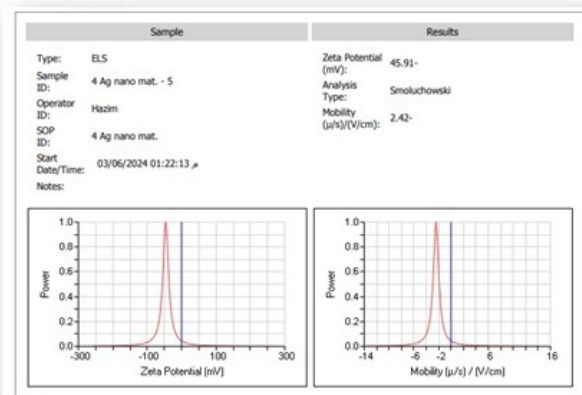 Sample
Results
Type: ELS
Sample ID: 4 Ag nano mat. - 5
Operator ID: Hazim
SOP ID: 4 Ag nano mat.
Start Date/Time: 03/06/2024 01:22:13 م
Notes:
Zeta Potential (mV): 45.91-
Analysis Type: Smoluchowski
Mobility (μ/s)/(V/cm): 2.42-
1.0
0.8
0.6
0.4
0.2
0.0
Power
-300 -100 100 300
Zeta Potential (mV)
1.0
0.8
0.6
0.4
0.2
0.0
Power
-14 -6 -2 6 16
Mobility (μ/s) / (V/cm)